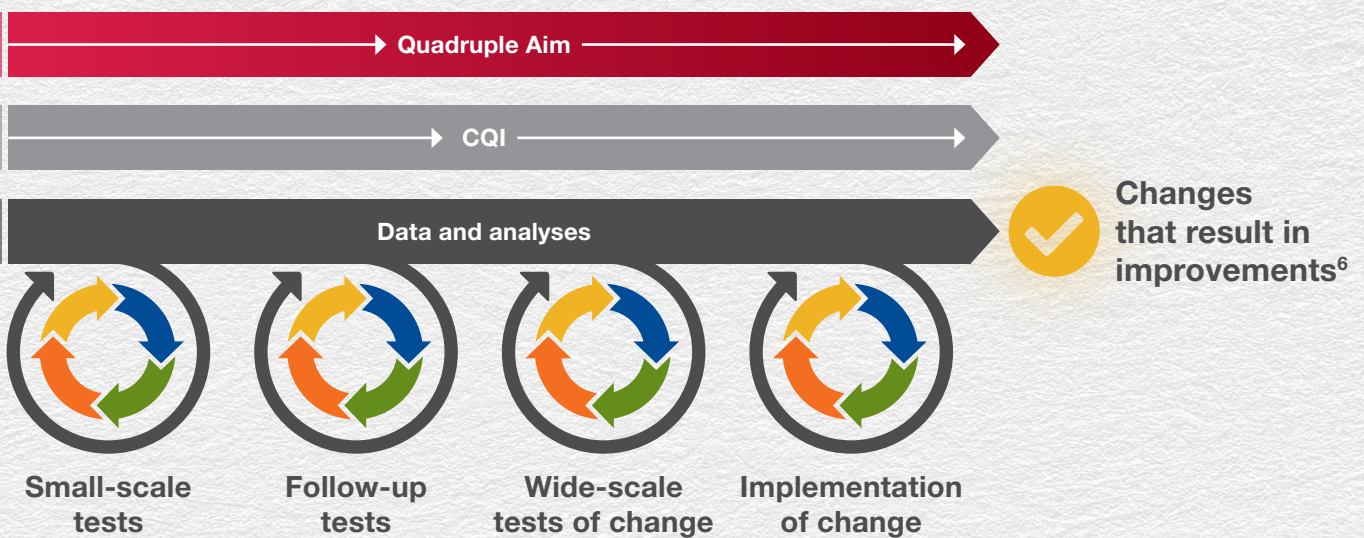 Quadruple Aim
CQI
Data and analyses
Changes
that result in
improvements⁶
Small-scale
tests
Follow-up
tests
Wide-scale
tests of change
Implementation
of change